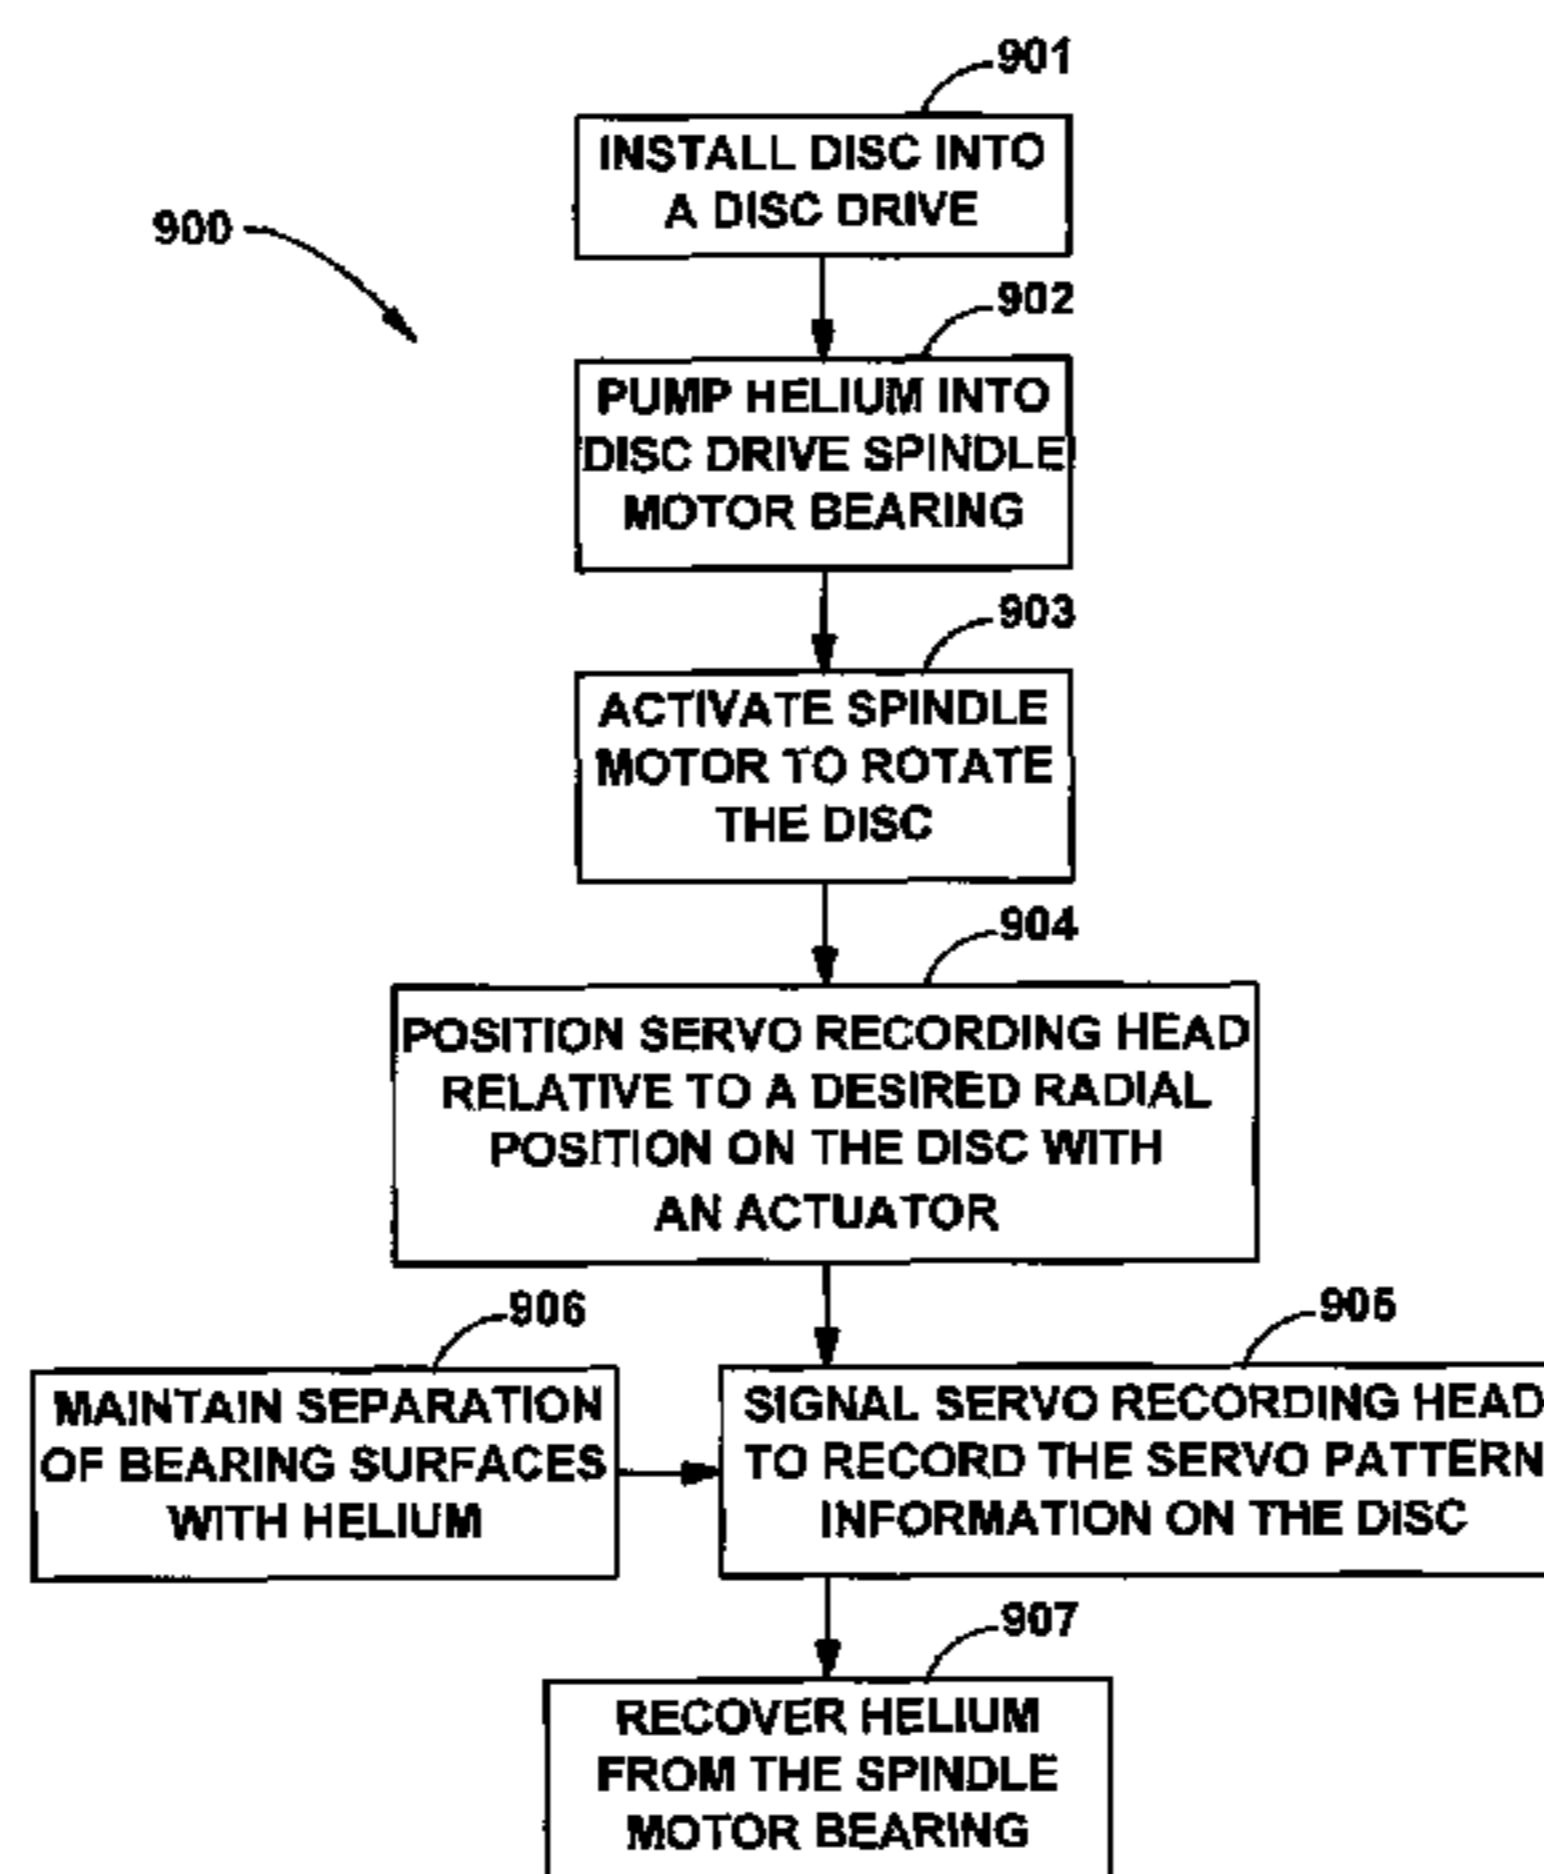 901
INSTALL DISC INTO
A DISC DRIVE
900
902
PUMP HELIUM INTO
DISC DRIVE SPINDLE
MOTOR BEARING
903
ACTIVATE SPINDLE
MOTOR TO ROTATE
THE DISC
904
POSITION SERVO RECORDING HEAD
RELATIVE TO A DESIRED RADIAL
POSITION ON THE DISC WITH
AN ACTUATOR
906
MAINTAIN SEPARATION
OF BEARING SURFACES
WITH HELIUM
905
SIGNAL SERVO RECORDING HEAD
TO RECORD THE SERVO PATTERN
INFORMATION ON THE DISC
907
RECOVER HELIUM
FROM THE SPINDLE
MOTOR BEARING